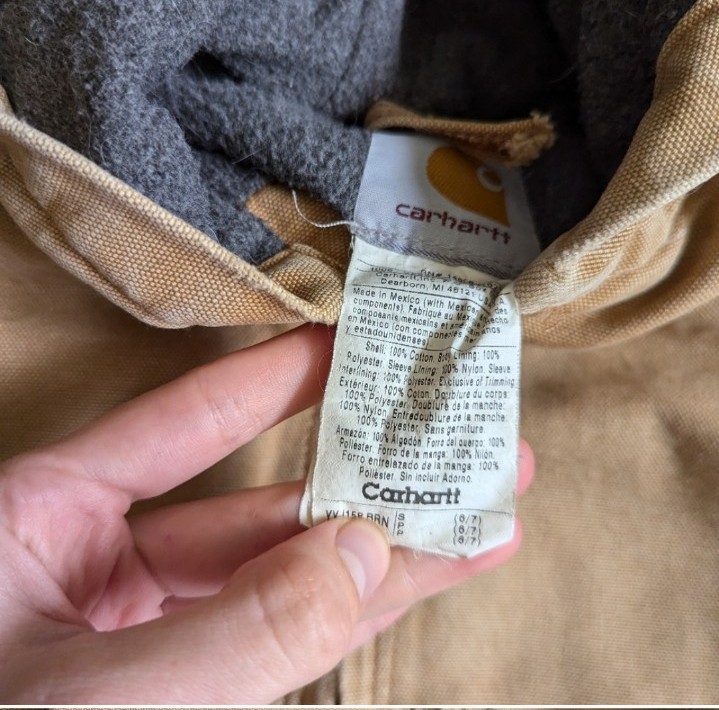 carhartt
Dearborn, MI 48121
Made in Mexico (with Mexican
components). Fabriqué au
composants mexicains et
en Mexico (con
y estadounidenses
Shell: 100% Cotton. Body Lining: 100%
Polyester. Sleeve Lining: 100% Nylon. Sleeve
Interlining: 100% Polyester. Exclusive of Trimming
Extérieur: 100% Coton. Doublure du corps:
100% Polyester. Doublure de la manche:
100% Nylon. Entredoublure de la manche:
100% Polyester. Sans garniture.
Armazón: 100% Algodón. Forro del cuerpo: 100%
Poliester. Forro de la manga: 100% Nilón.
Forro entrelazado de la manga: 100%
Poliéster. Sin incluir Adorno.
Carhartt
BRN S (6/7)
P (6/7)
P (6/7)